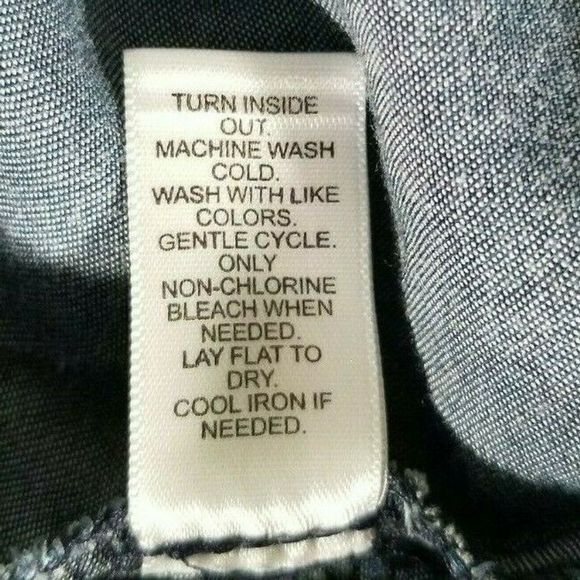 TURN INSIDE
OUT.
MACHINE WASH
COLD.
WASH WITH LIKE
COLORS.
GENTLE CYCLE.
ONLY
NON-CHLORINE
BLEACH WHEN
NEEDED.
LAY FLAT TO
DRY.
COOL IRON IF
NEEDED.